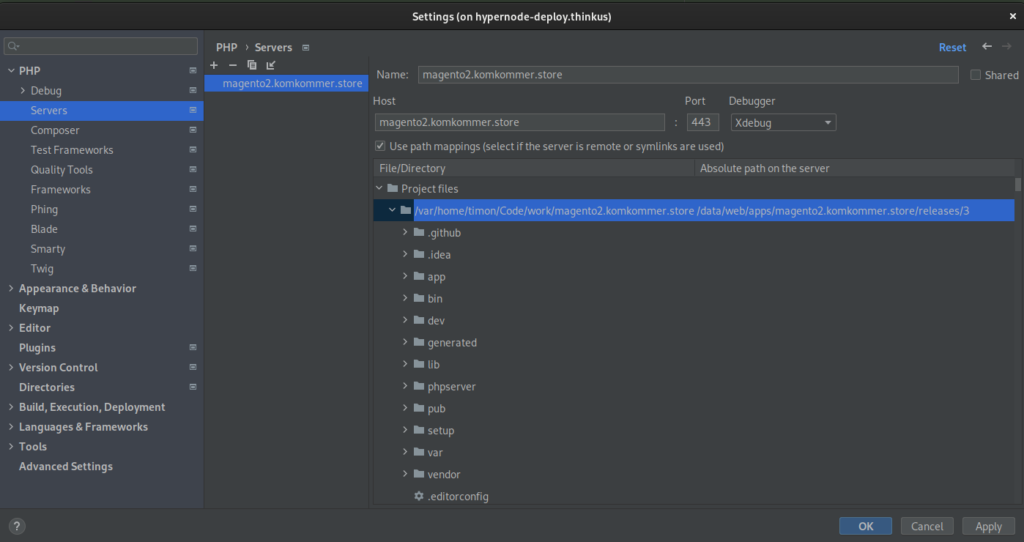 Settings (on hypernode-deploy.thinkus)
PHP
Debug
Servers
Composer
Test Frameworks
Quality Tools
Frameworks
Phing
Blade
Smarty
Twig
Appearance & Behavior
Keymap
Editor
Plugins
Version Control
Directories
Build, Execution, Deployment
Languages & Frameworks
Tools
Advanced Settings
PHP › Servers
Reset
magento2.komkommer.store
Name: magento2.komkommer.store Shared
Host Port Debugger
magento2.komkommer.store : 443 Xdebug
Use path mappings (select if the server is remote or symlinks are used)
File/Directory Absolute path on the server
Project files
/var/home/timon/Code/work/magento2.komkommer.store /data/web/apps/magento2.komkommer.store/releases/3
.github
.idea
app
bin
dev
generated
lib
phpserver
pub
setup
var
vendor
.editorconfig
?
OK Cancel Apply